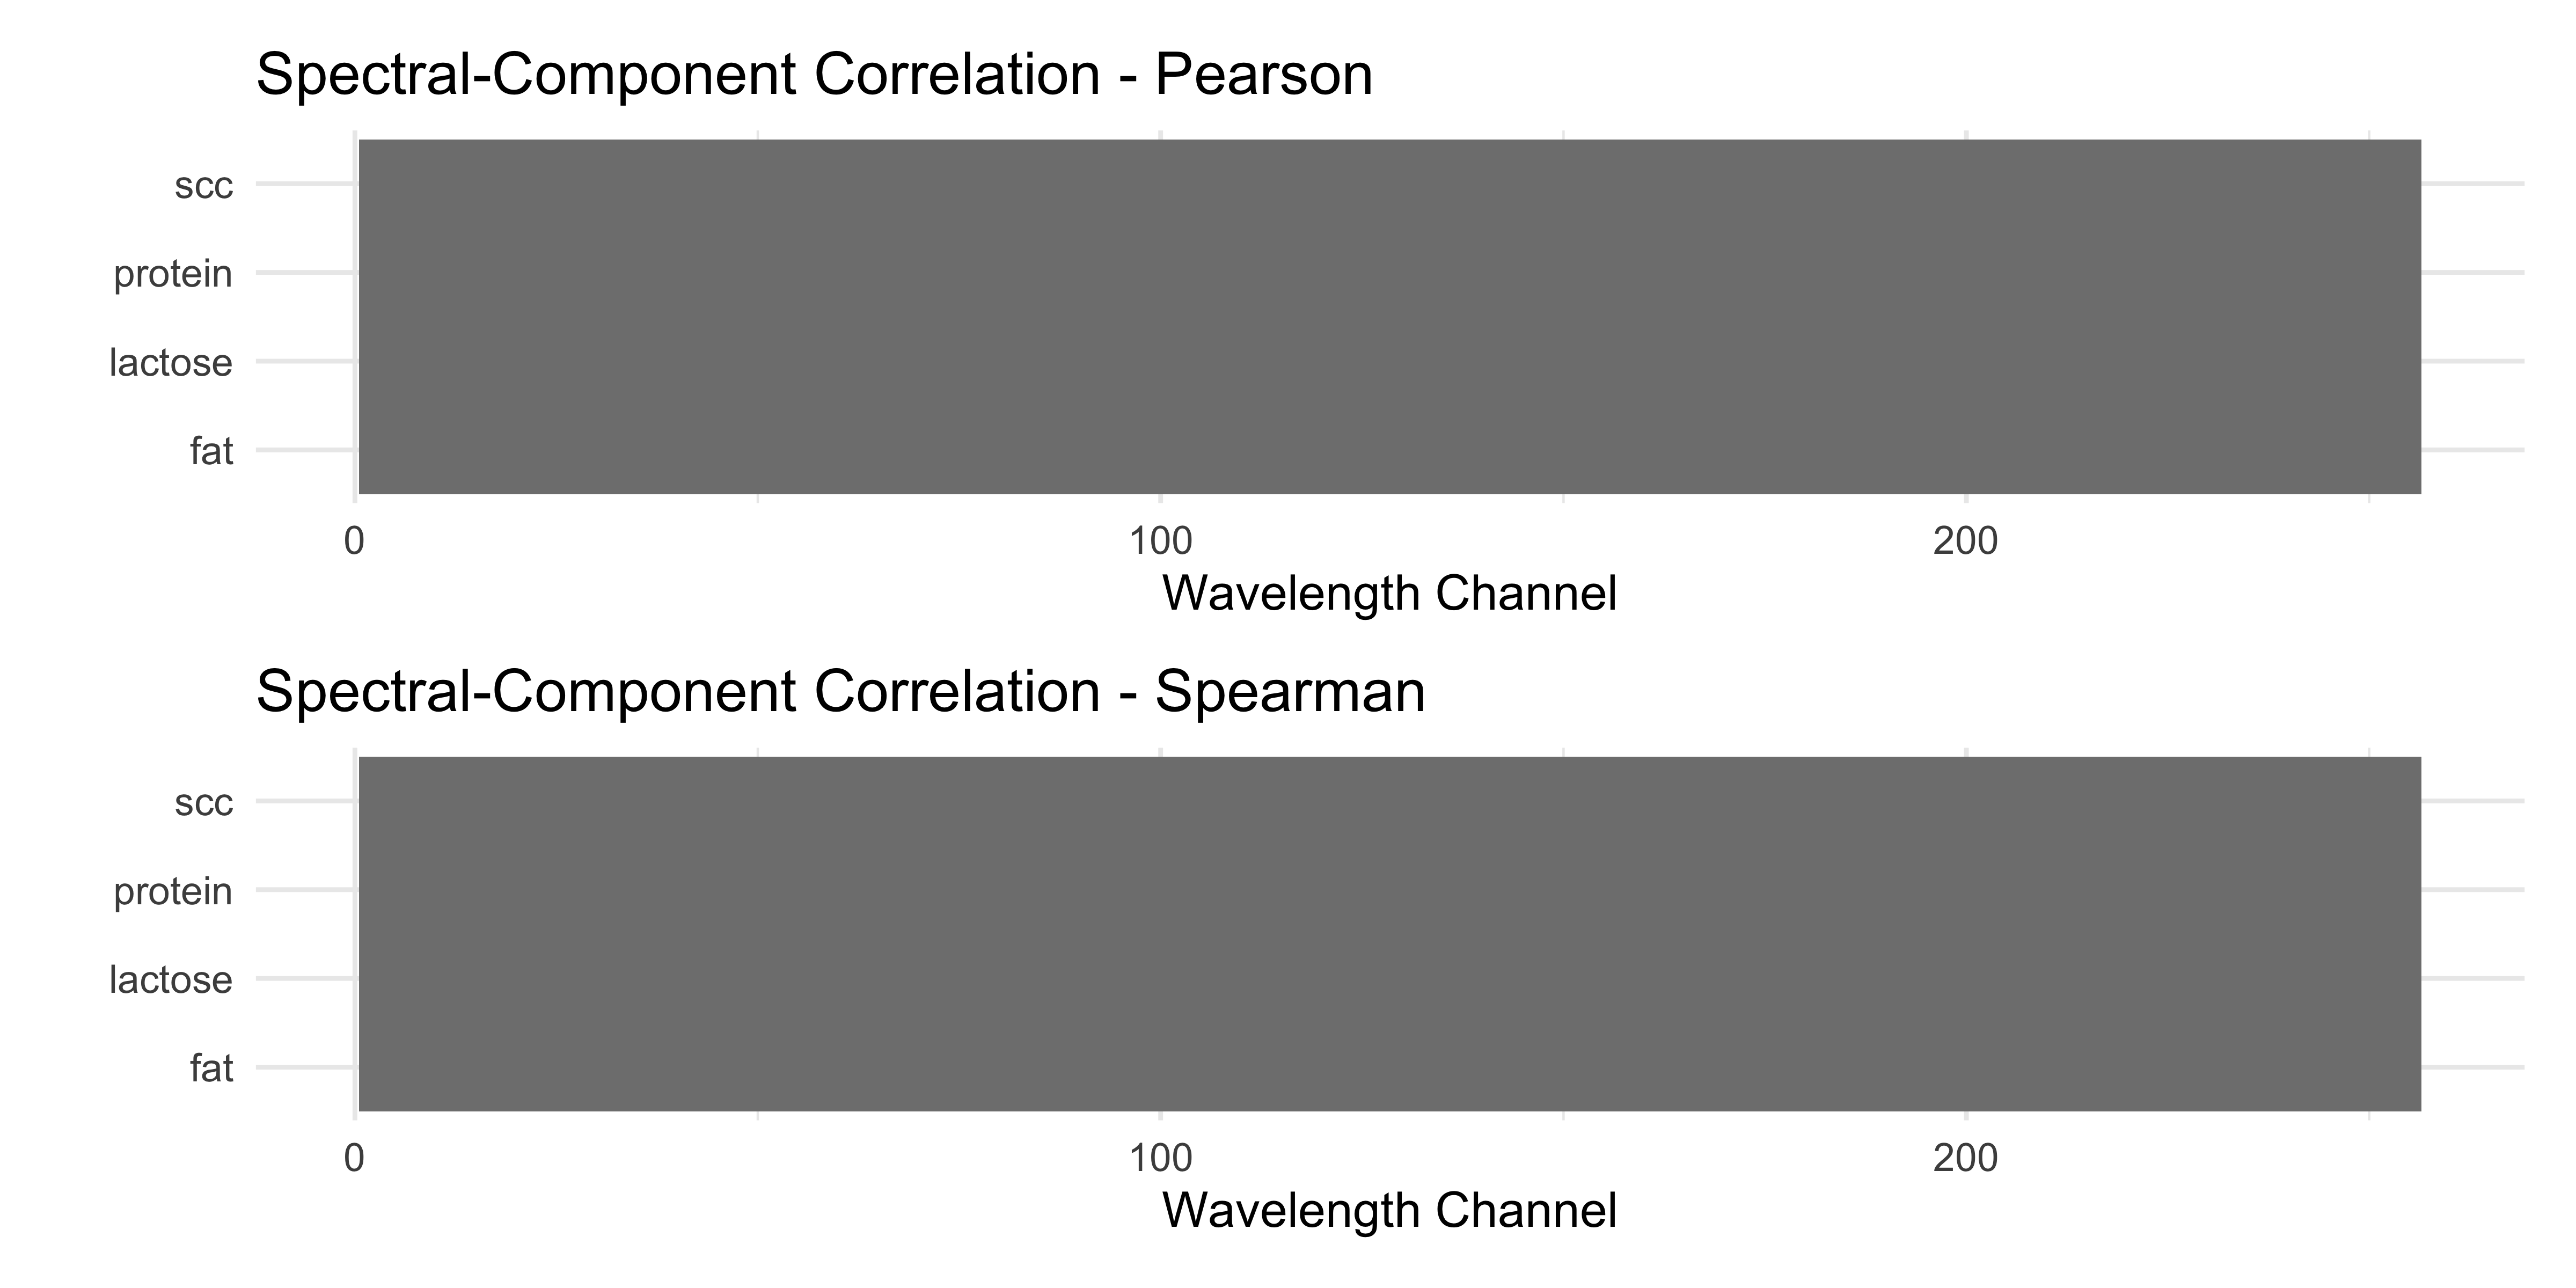 Spectral-Component Correlation - Pearson
scc
protein
lactose
fat
0 100 200
Wavelength Channel
Spectral-Component Correlation - Spearman
scc
protein
lactose
fat
0 100 200
Wavelength Channel